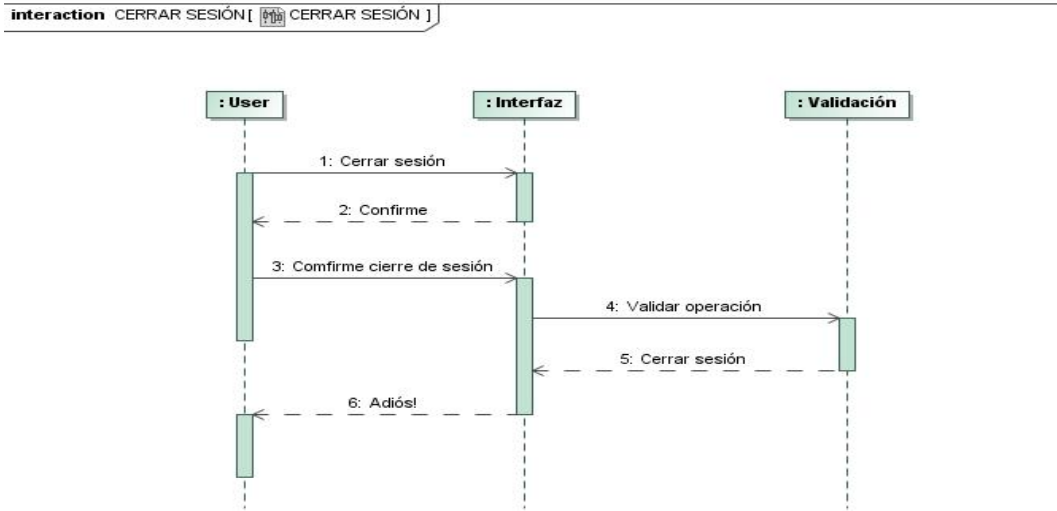 interaction CERRAR SESIÓN[ CERRAR SESIÓN ]
: User
: Interfaz
: Validación
1: Cerrar sesión
2: Confirme
3: Comfirme cierre de sesión
4: Validar operación
5: Cerrar sesión
6: Adiós!